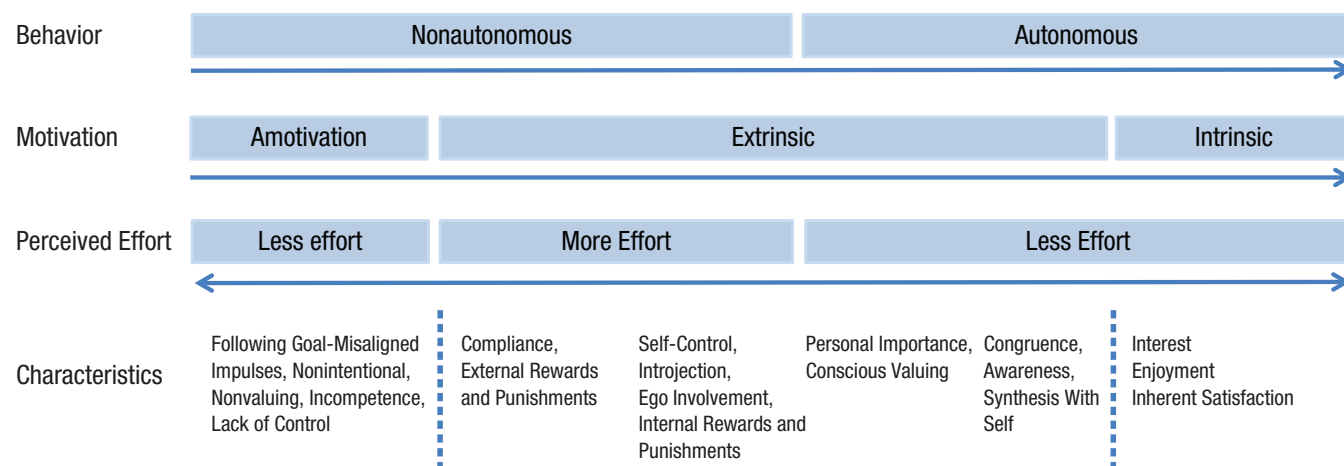 Behavior
Nonautonomous
Autonomous
Motivation
Amotivation
Extrinsic
Intrinsic
Perceived Effort
Less effort
More Effort
Less Effort
Characteristics
Following Goal-Misaligned
Impulses, Nonintentional,
Nonvaluing, Incompetence,
Lack of Control
Compliance,
External Rewards
and Punishments
Self-Control,
Introjection,
Ego Involvement,
Internal Rewards and
Punishments
Personal Importance,
Conscious Valuing
Congruence,
Awareness,
Synthesis With
Self
Interest
Enjoyment
Inherent Satisfaction